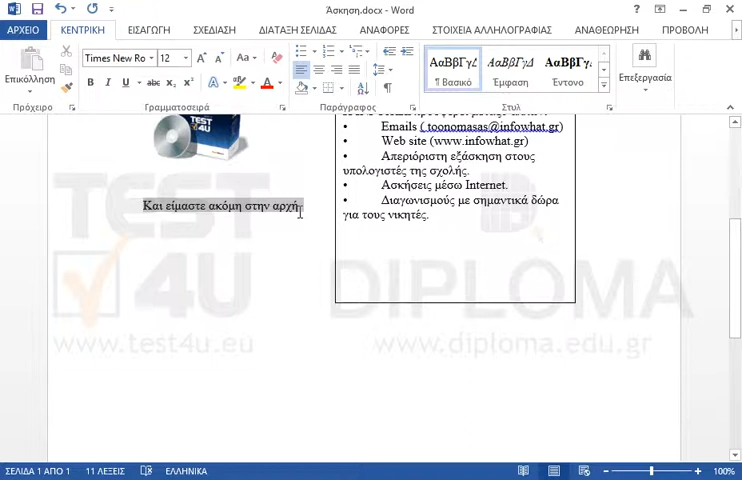 Άσκηση.docx - Word
ΑΡΧΕΙΟ ΚΕΝΤΡΙΚΗ ΕΙΣΑΓΩΓΗ ΣΧΕΔΙΑΣΗ ΔΙΑΤΑΞΗ ΣΕΛΙΔΑΣ ΑΝΑΦΟΡΕΣ ΣΤΟΙΧΕΙΑ ΑΛΛΗΛΟΓΡΑΦΙΑΣ ΑΝΑΘΕΩΡΗΣΗ ΠΡΟΒΟΛΗ
Times New Ro 12
Επικόλληση
ΑαΒβΓγΔ ΑαΒβΓγΔ ΑαΒβΓγ
¶ Βασικό Έμφαση Έντονο
Επεξεργασία
Πρόχειρο Γραμματοσειρά Παράγραφος Στυλ
TEST
4U
• Emails ( toonomasas@infowhat.gr)
• Web site (www.infowhat.gr)
• Απεριόριστη εξάσκηση στους
υπολογιστές της σχολής.
• Ασκήσεις μέσω Internet.
• Διαγωνισμούς με σημαντικά δώρα
για τους νικητές.
Και είμαστε ακόμη στην αρχή
TEST
4U
DIPLOMA
www.test4u.eu
www.diploma.edu.gr
ΣΕΛΙΔΑ 1 ΑΠΟ 1 11 ΛΕΞΕΙΣ ΕΛΛΗΝΙΚΑ 100%